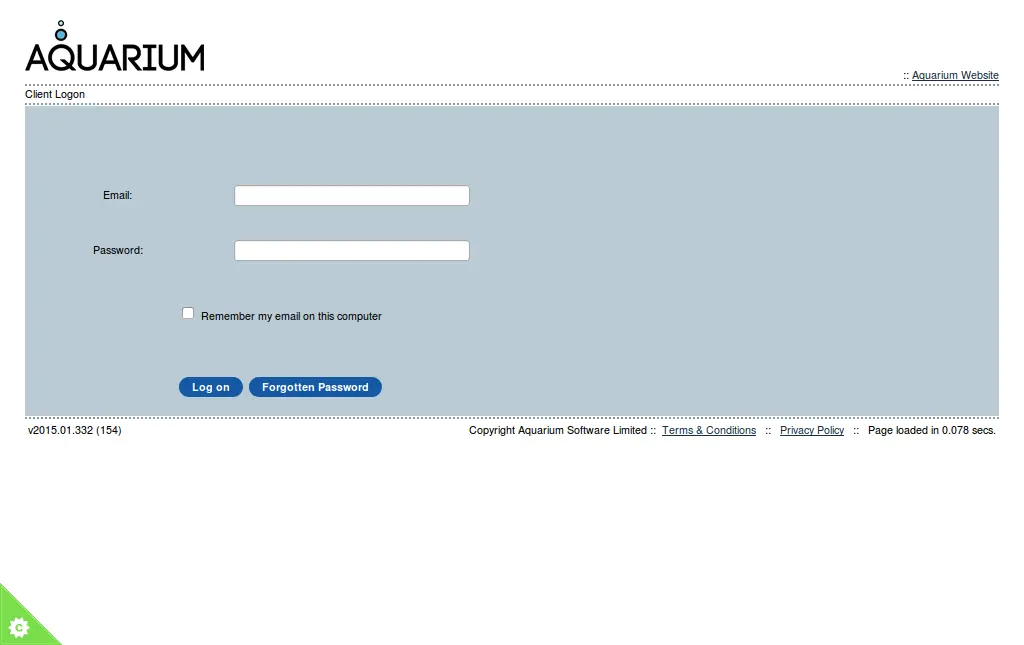 AQUARIUM
:: Aquarium Website
Client Logon
Email:
Password:
Remember my email on this computer
Log on Forgotten Password
v2015.01.332 (154) Copyright Aquarium Software Limited :: Terms & Conditions :: Privacy Policy :: Page loaded in 0.078 secs.
C